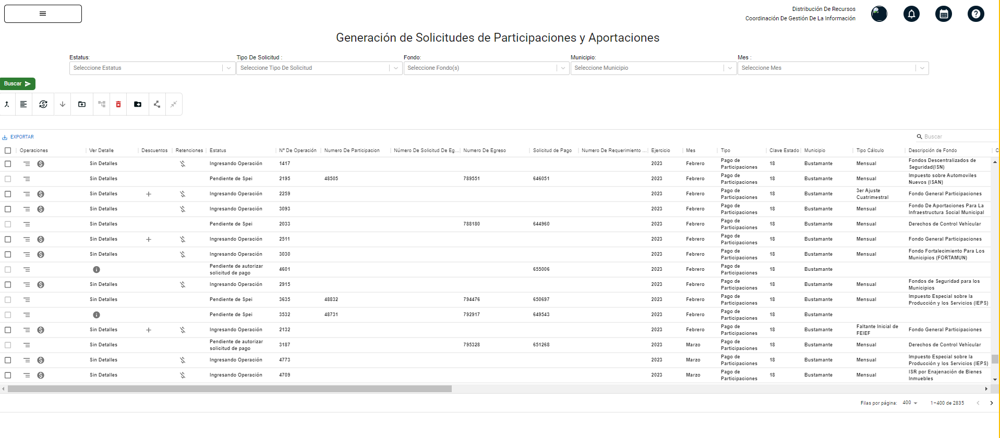 Distribución De Recursos
Coordinación De Gestión De La Información
Generación de Solicitudes de Participaciones y Aportaciones
Estatus: Tipo De Solicitud : Fondo: Municipio: Mes :
Seleccione Estatus Seleccione Tipo De Solicitud Seleccione Fondo(s) Seleccione Municipio Seleccione Mes
Buscar
EXPORTAR Buscar
Operaciones Ver Detalle Descuentos Retenciones Estatus N° De Operación Numero De Participacion Número De Solicitud De Eg... Numero De Egreso Solicitud de Pago Numero De Requerimiento ... Ejercicio Mes Tipo Clave Estado Municipio Tipo Cálculo Descripción de Fondo C
Sin Detalles Ingresando Operación 1417 2023 Febrero Pago de Participaciones 18 Bustamante Mensual Fondos Descentralizados de Seguridad(ISN)
Sin Detalles Pendiente de Spei 2195 48505 789551 646051 2023 Febrero Pago de Participaciones 18 Bustamante Mensual Impuesto sobre Automoviles Nuevos (ISAN)
Sin Detalles Ingresando Operación 2259 2023 Febrero Pago de Participaciones 18 Bustamante 3er Ajuste Cuatrimestral Fondo General Participaciones
Sin Detalles Ingresando Operación 3093 2023 Febrero Pago de Participaciones 18 Bustamante Mensual Fondo De Aportaciones Para La Infraestructura Social Municipal
Sin Detalles Pendiente de Spei 2033 788180 644960 2023 Febrero Pago de Participaciones 18 Bustamante Mensual Derechos de Control Vehícular
Sin Detalles Ingresando Operación 2511 2023 Febrero Pago de Participaciones 18 Bustamante Mensual Fondo General Participaciones
Sin Detalles Ingresando Operación 3030 2023 Febrero Pago de Participaciones 18 Bustamante Mensual Fondo Fortalecimiento Para Los Municipios (FORTAMUN)
Pendiente de autorizar solicitud de pago 4601 655006 2023 Febrero Pago de Participaciones 18 Bustamante
Sin Detalles Ingresando Operación 2915 2023 Febrero Pago de Participaciones 18 Bustamante Mensual Fondos de Seguridad para los Municipios
Sin Detalles Pendiente de Spei 3635 48832 794476 650697 2023 Febrero Pago de Participaciones 18 Bustamante Mensual Impuesto Especial sobre la Producción y los Servicios (IEPS)
Pendiente de Spei 3532 48731 792917 649543 2023 Febrero Pago de Participaciones 18 Bustamante
Sin Detalles Ingresando Operación 2132 2023 Febrero Pago de Participaciones 18 Bustamante Faltante Inicial de FEIEF Fondo General Participaciones
Sin Detalles Pendiente de autorizar solicitud de pago 3187 795328 651268 2023 Marzo Pago de Participaciones 18 Bustamante Mensual Derechos de Control Vehícular
Sin Detalles Ingresando Operación 4773 2023 Marzo Pago de Participaciones 18 Bustamante Mensual Impuesto Especial sobre la Producción y los Servicios (IEPS)
Sin Detalles Ingresando Operación 4709 2023 Marzo Pago de Participaciones 18 Bustamante Mensual ISR por Enajenación de Bienes Inmuebles
Filas por página: 400 1–400 de 2835